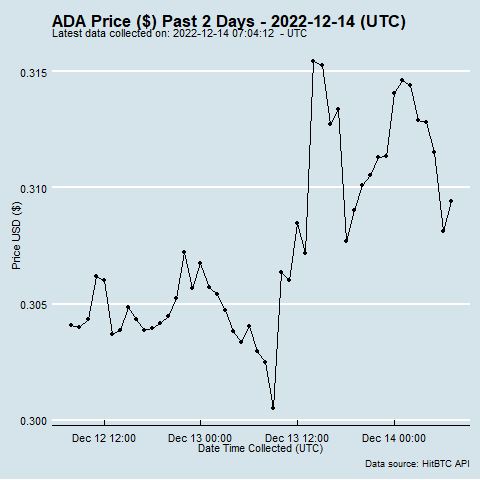 ADA Price ($) Past 2 Days - 2022-12-14 (UTC)
Latest data collected on: 2022-12-14 07:04:12 - UTC
0.315
0.310
0.305
0.300
Price USD ($)
Dec 12 12:00 Dec 13 00:00 Dec 13 12:00 Dec 14 00:00
Date Time Collected (UTC)
Data source: HitBTC API